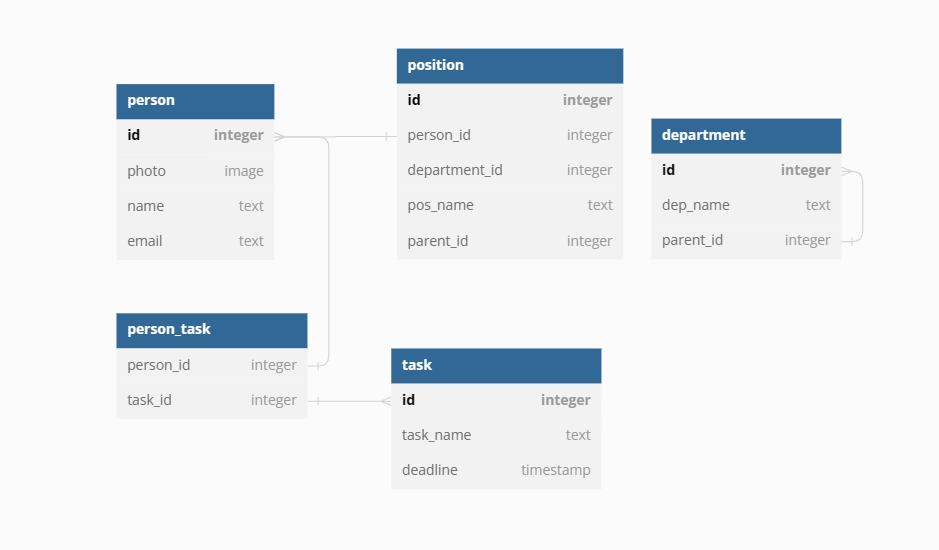 person
id integer
photo image
name text
email text
position
id integer
person_id integer
department_id integer
pos_name text
parent_id integer
department
id integer
dep_name text
parent_id integer
person_task
person_id integer
task_id integer
task
id integer
task_name text
deadline timestamp